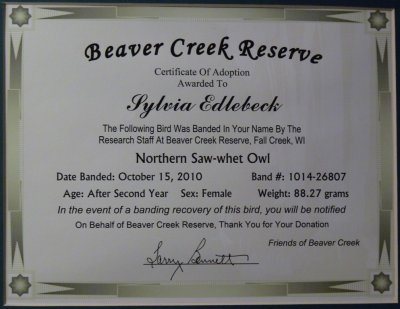 Beaver Creek Reserve
Certificate Of Adoption
Awarded To
Sylvia Edlebeck
The Following Bird Was Banded In Your Name By The
Research Staff At Beaver Creek Reserve, Fall Creek, WI
Northern Saw-whet Owl
Date Banded: October 15, 2010 Band #: 1014-26807
Age: After Second Year Sex: Female Weight: 88.27 grams
In the event of a banding recovery of this bird, you will be notified
On Behalf of Beaver Creek Reserve, Thank You for Your Donation
Friends of Beaver Creek
Larry Bennett